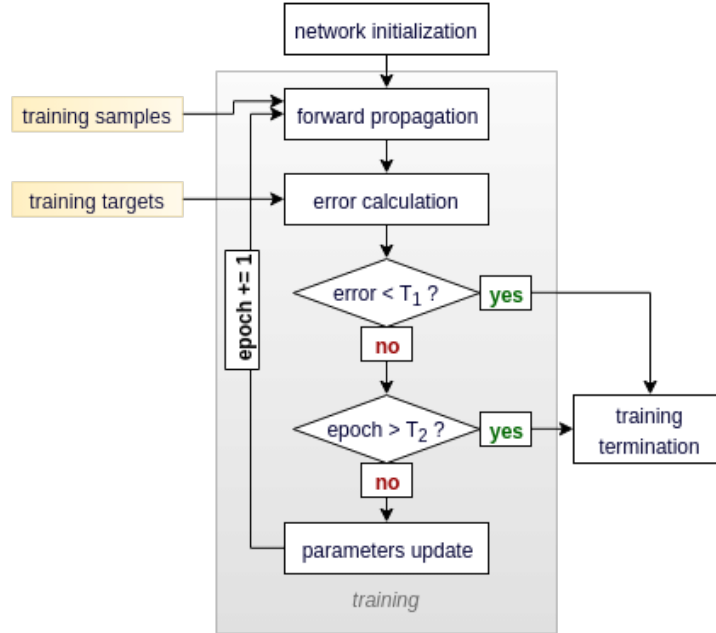 network initialization
training samples
forward propagation
training targets
error calculation
epoch += 1
error < T₁ ?
yes
no
epoch > T₂ ?
yes
training
termination
no
parameters update
training